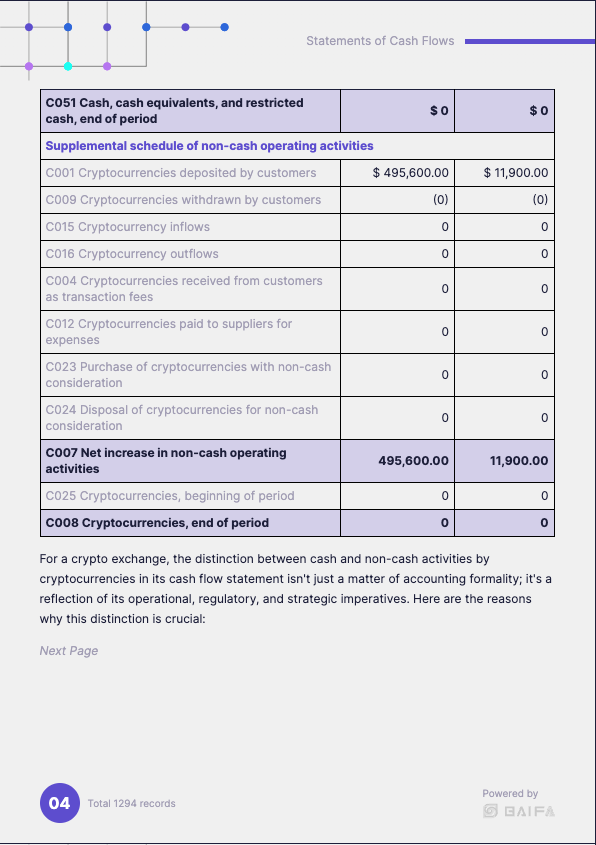 Statements of Cash Flows
C051 Cash, cash equivalents, and restricted
cash, end of period
$ 0
$ 0
Supplemental schedule of non-cash operating activities
C001 Cryptocurrencies deposited by customers
$ 495,600.00
$ 11,900.00
C009 Cryptocurrencies withdrawn by customers
(0)
(0)
C015 Cryptocurrency inflows
0
0
C016 Cryptocurrency outflows
0
0
C004 Cryptocurrencies received from customers
as transaction fees
0
0
C012 Cryptocurrencies paid to suppliers for
expenses
0
0
C023 Purchase of cryptocurrencies with non-cash
consideration
0
0
C024 Disposal of cryptocurrencies for non-cash
consideration
0
0
C007 Net increase in non-cash operating
activities
495,600.00
11,900.00
C025 Cryptocurrencies, beginning of period
0
0
C008 Cryptocurrencies, end of period
0
0
For a crypto exchange, the distinction between cash and non-cash activities by
cryptocurrencies in its cash flow statement isn't just a matter of accounting formality; it's a
reflection of its operational, regulatory, and strategic imperatives. Here are the reasons
why this distinction is crucial:
Next Page
04
Total 1294 records
Powered by
BAIFA